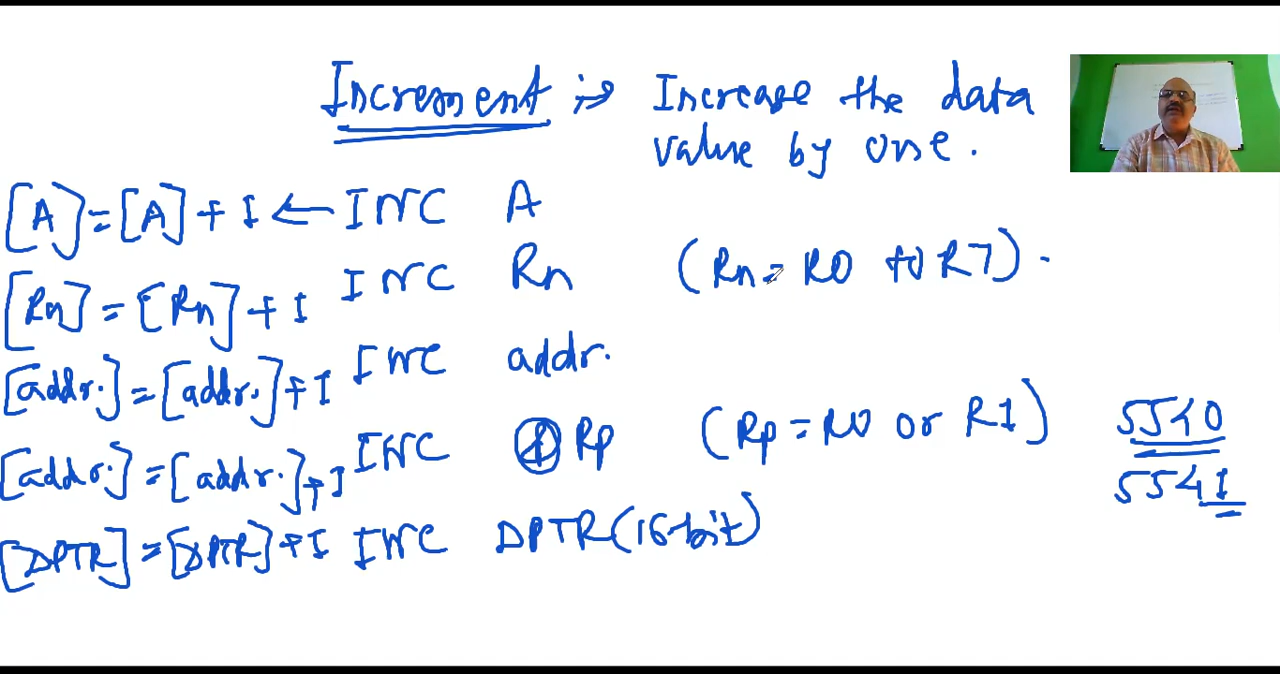 Increment :→ Increase the data
value by one.
[A] = [A] + 1 ← INC A
[Rn] = [Rn] + 1 INC Rn (Rn = R0 to R7).
[addr.] = [addr.] + 1 INC addr.
[addr.] = [addr.] + 1 INC @Rp (Rp = R0 or R1)
5540
5541
[DPTR] = [DPTR] + 1 INC DPTR (16-bit)